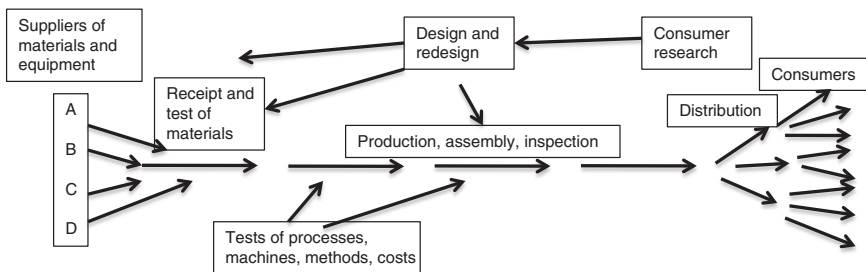 Suppliers of
materials and
equipment
Design and
redesign
Consumer
research
Consumers
Receipt and
test of
materials
A
B
C
D
Distribution
Production, assembly, inspection
Tests of processes,
machines, methods, costs